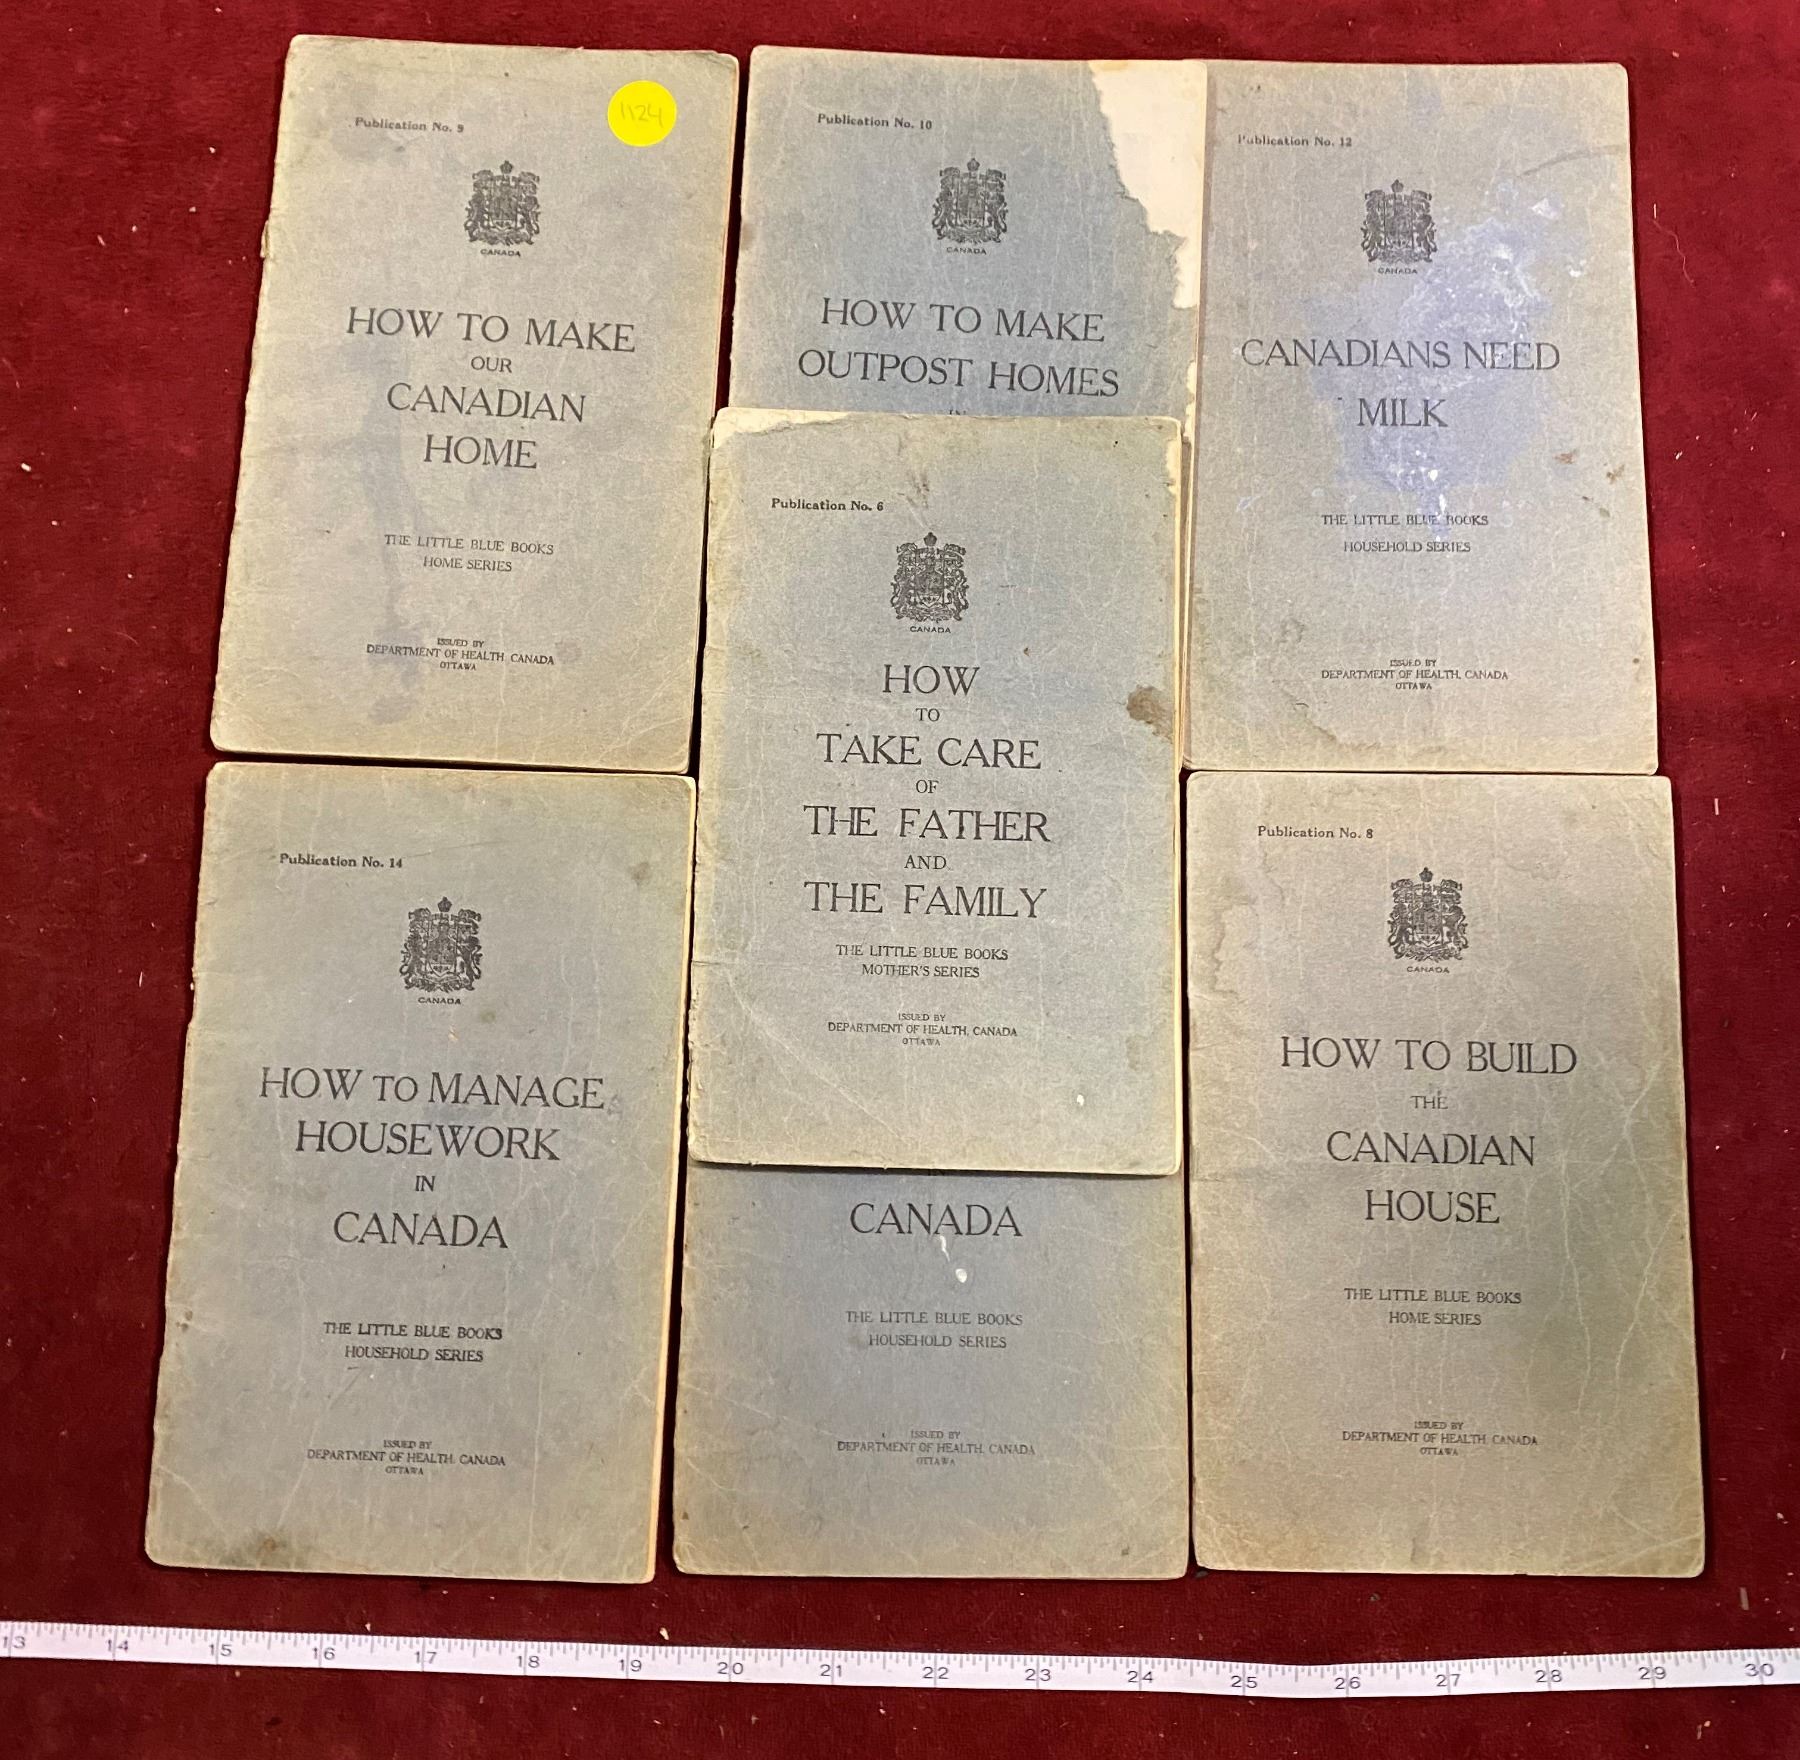 Publication No. 9
1124
CANADA
HOW TO MAKE
OUR
CANADIAN
HOME
THE LITTLE BLUE BOOKS
HOME SERIES
ISSUED BY
DEPARTMENT OF HEALTH, CANADA
OTTAWA
Publication No. 10
CANADA
HOW TO MAKE
OUTPOST HOMES
IN
Publication No. 12
CANADA
CANADIANS NEED
MILK
THE LITTLE BLUE BOOKS
HOUSEHOLD SERIES
ISSUED BY
DEPARTMENT OF HEALTH, CANADA
OTTAWA
Publication No. 6
CANADA
HOW
TO
TAKE CARE
OF
THE FATHER
AND
THE FAMILY
THE LITTLE BLUE BOOKS
MOTHER'S SERIES
ISSUED BY
DEPARTMENT OF HEALTH, CANADA
OTTAWA
Publication No. 14
CANADA
HOW TO MANAGE
HOUSEWORK
IN
CANADA
THE LITTLE BLUE BOOKS
HOUSEHOLD SERIES
ISSUED BY
DEPARTMENT OF HEALTH, CANADA
OTTAWA
CANADA
THE LITTLE BLUE BOOKS
HOUSEHOLD SERIES
ISSUED BY
DEPARTMENT OF HEALTH, CANADA
OTTAWA
Publication No. 8
CANADA
HOW TO BUILD
THE
CANADIAN
HOUSE
THE LITTLE BLUE BOOKS
HOME SERIES
ISSUED BY
DEPARTMENT OF HEALTH, CANADA
OTTAWA
13 14 15 16 17 18 19 20 21 22 23 24 25 26 27 28 29 30